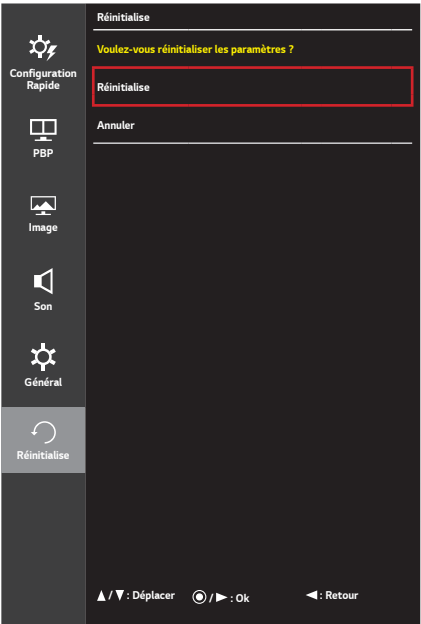 Réinitialise
Voulez-vous réinitialiser les paramètres ?
Réinitialise
Annuler
Configuration
Rapide
PBP
Image
Son
Général
Réinitialise
/ : Déplacer
/ : Ok
: Retour